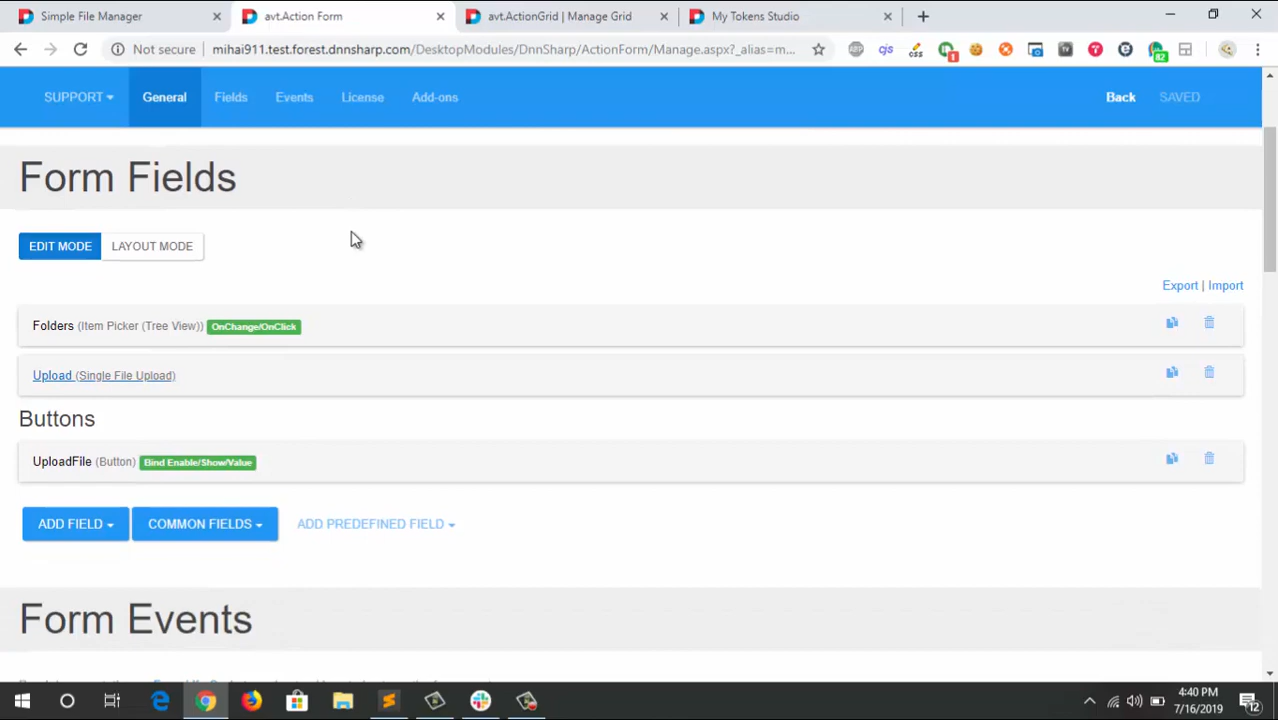 Simple File Manager
avt.Action Form
avt.ActionGrid | Manage Grid
My Tokens Studio
Not secure
mihai911.test.forest.dnnsharp.com/DesktopModules/DnnSharp/ActionForm/Manage.aspx?_alias=m...
SUPPORT
General
Fields
Events
License
Add-ons
Back
SAVED
Form Fields
EDIT MODE
LAYOUT MODE
Export | Import
Folders (Item Picker (Tree View)) OnChange/OnClick
Upload (Single File Upload)
Buttons
UploadFile (Button) Bind Enable/Show/Value
ADD FIELD
COMMON FIELDS
ADD PREDEFINED FIELD
Form Events
4:40 PM
7/16/2019